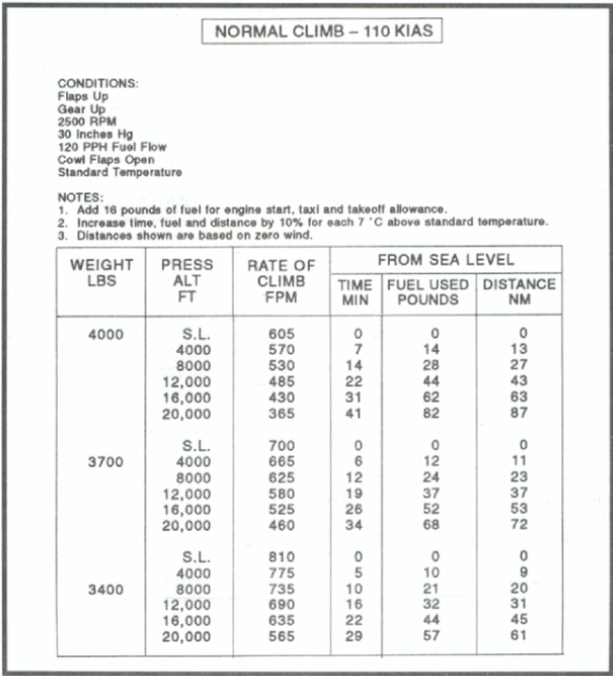 NORMAL CLIMB – 110 KIAS
CONDITIONS:
Flaps Up
Gear Up
2500 RPM
30 Inches Hg
120 PPH Fuel Flow
Cowl Flaps Open
Standard Temperature
NOTES:
1. Add 16 pounds of fuel for engine start, taxi and takeoff allowance.
2. Increase time, fuel and distance by 10% for each 7 °C above standard temperature.
3. Distances shown are based on zero wind.
WEIGHT PRESS RATE OF FROM SEA LEVEL
LBS ALT CLIMB TIME FUEL USED DISTANCE
FT FPM MIN POUNDS NM
4000 S.L. 605 0 0 0
4000 570 7 14 13
8000 530 14 28 27
12,000 485 22 44 43
16,000 430 31 62 63
20,000 365 41 82 87
S.L. 700 0 0 0
3700 4000 665 6 12 11
8000 625 12 24 23
12,000 580 19 37 37
16,000 525 26 52 53
20,000 460 34 68 72
S.L. 810 0 0 0
4000 775 5 10 9
3400 8000 735 10 21 20
12,000 690 16 32 31
16,000 635 22 44 45
20,000 565 29 57 61